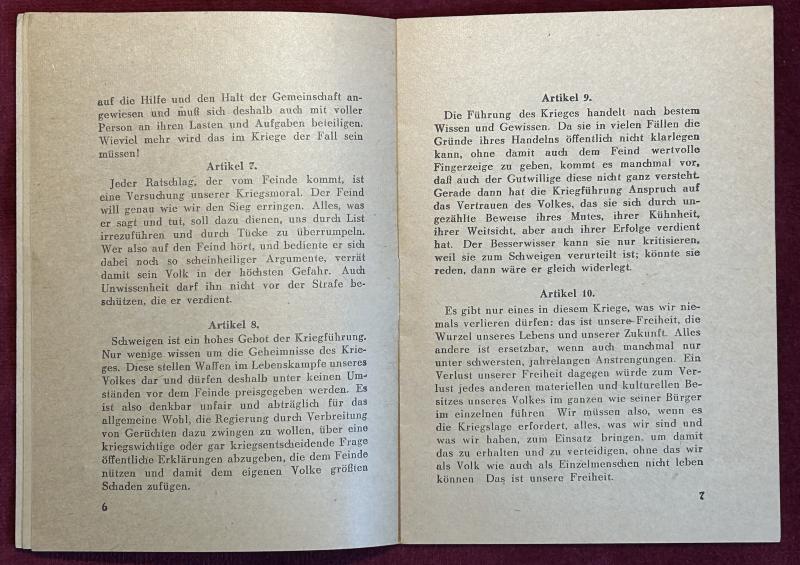 auf die Hilfe und den Halt der Gemeinschaft an-
gewiesen und muß sich deshalb auch mit voller
Person an ihren Lasten und Aufgaben beteiligen.
Wieviel mehr wird das im Kriege der Fall sein
müssen!
Artikel 7.
Jeder Ratschlag, der vom Feinde kommt, ist
eine Versuchung unserer Kriegsmoral. Der Feind
will genau wie wir den Sieg erringen. Alles, was
er sagt und tut, soll dazu dienen, uns durch List
irrezuführen und durch Tücke zu überrumpeln.
Wer also auf den Feind hört, und bediente er sich
dabei noch so scheinheiliger Argumente, verrät
damit sein Volk in der höchsten Gefahr. Auch
Unwissenheit darf ihn nicht vor der Strafe be-
schützen, die er verdient.
Artikel 8.
Schweigen ist ein hohes Gebot der Kriegführung.
Nur wenige wissen um die Geheimnisse des Krie-
ges. Diese stellen Waffen im Lebenskampfe unseres
Volkes dar und dürfen deshalb unter keinen Um-
ständen vor dem Feinde preisgegeben werden. Es
ist also denkbar unfair und abträglich für das
allgemeine Wohl, die Regierung durch Verbreitung
von Gerüchten dazu zwingen zu wollen, über eine
kriegswichtige oder gar kriegsentscheidende Frage
öffentliche Erklärungen abzugeben, die dem Feinde
nützen und damit dem eigenen Volke größten
Schaden zufügen.
6
Artikel 9.
Die Führung des Krieges handelt nach bestem
Wissen und Gewissen. Da sie in vielen Fällen die
Gründe ihres Handelns öffentlich nicht klarlegen
kann, ohne damit auch dem Feind wertvolle
Fingerzeige zu geben, kommt es manchmal vor,
daß auch der Gutwillige diese nicht ganz versteht.
Gerade dann hat die Kriegführung Anspruch auf
das Vertrauen des Volkes, das sie sich durch un-
gezählte Beweise ihres Mutes, ihrer Kühnheit,
ihrer Weitsicht, aber auch ihrer Erfolge verdient
hat. Der Besserwisser kann sie nur kritisieren,
weil sie zum Schweigen verurteilt ist; könnte sie
reden, dann wäre er gleich widerlegt.
Artikel 10.
Es gibt nur eines in diesem Kriege, was wir nie-
mals verlieren dürfen: das ist unsere Freiheit, die
Wurzel unseres Lebens und unserer Zukunft. Alles
andere ist ersetzbar, wenn auch manchmal nur
unter schwersten, jahrelangen Anstrengungen. Ein
Verlust unserer Freiheit dagegen würde zum Ver-
lust jedes anderen materiellen und kulturellen Be-
sitzes unseres Volkes im ganzen wie seiner Bürger
im einzelnen führen Wir müssen also, wenn es
die Kriegslage erfordert, alles, was wir sind und
was wir haben, zum Einsatz bringen, um damit
das zu erhalten und zu verteidigen, ohne das wir
als Volk wie auch als Einzelmenschen nicht leben
können Das ist unsere Freiheit.
7